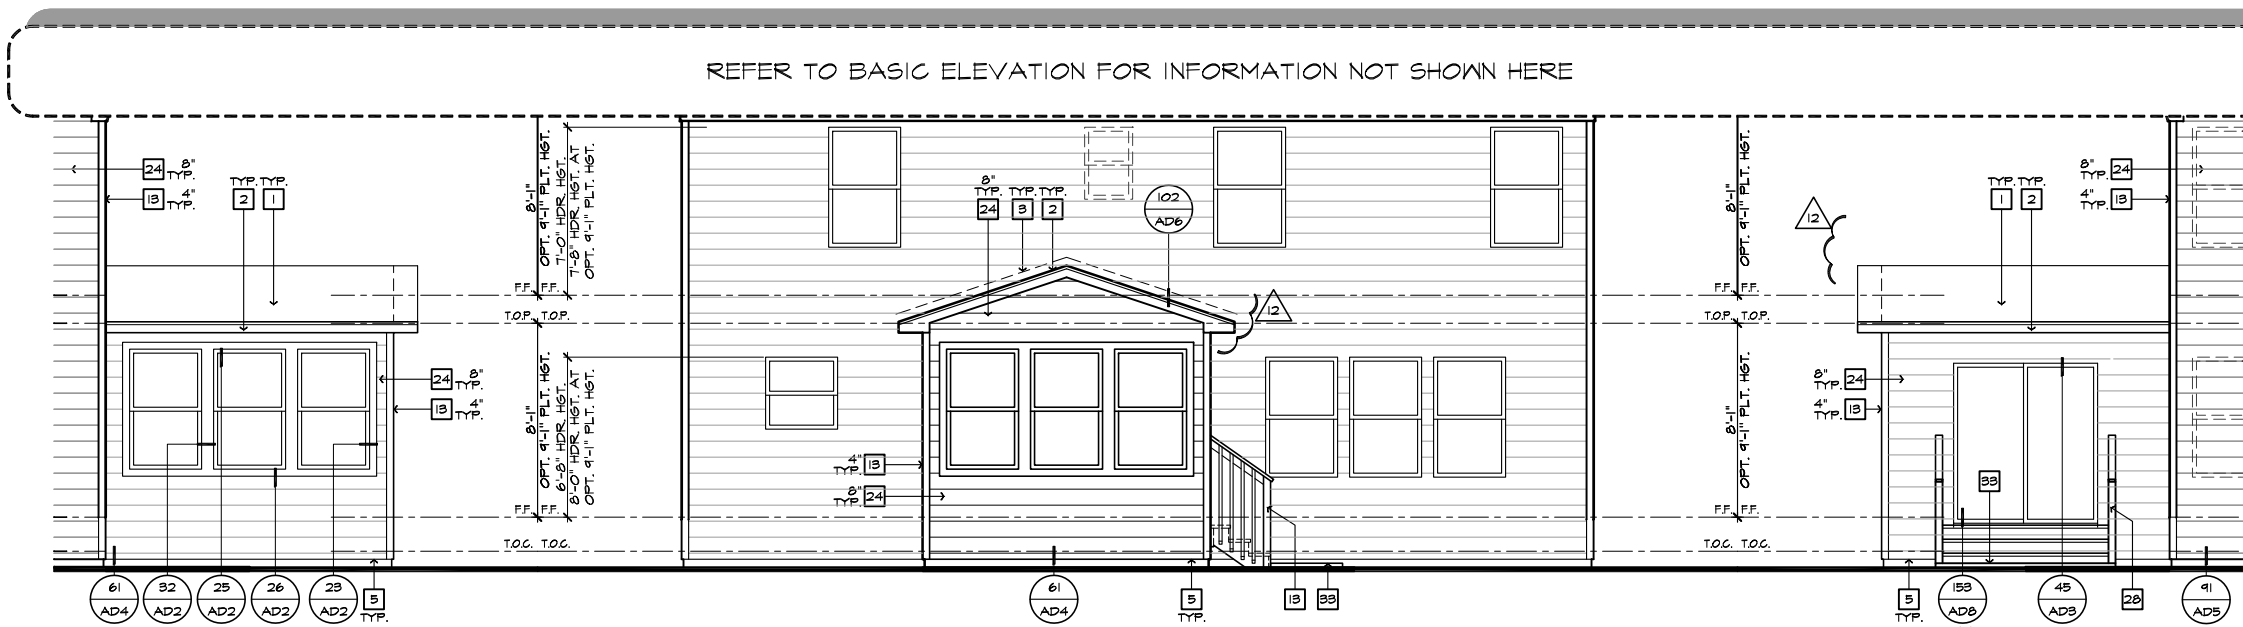 REFER TO BASIC ELEVATION FOR INFORMATION NOT SHOWN HERE
24 8" TYP.
13 4" TYP.
TYP. TYP.
2 1
8'-1"
OPT. 9'-1" PLT. HGT.
7'-0" HDR. HGT.
7'-8" HDR. HGT. AT
OPT. 9'-1" PLT. HGT.
F.F. F.F.
T.O.P. T.O.P.
24 8" TYP.
13 4" TYP.
8'-1"
OPT. 9'-1" PLT. HGT.
6'-8" HDR. HGT.
8'-0" HDR. HGT. AT
OPT. 9'-1" PLT. HGT.
F.F. F.F.
T.O.C. T.O.C.
61 AD4
32 AD2
25 AD2
26 AD2
23 AD2
5 TYP.
8" TYP. TYP. TYP.
24 3 2
102 AD6
12
4" TYP. 13
8" TYP. 24
61 AD4
5 TYP.
13
33
8'-1"
OPT. 9'-1" PLT. HGT.
F.F. F.F.
T.O.P. T.O.P.
8'-1"
OPT. 9'-1" PLT. HGT.
F.F. F.F.
T.O.C. T.O.C.
12
TYP. TYP.
1 2
8" TYP. 24
4" TYP. 13
8" TYP. 24
4" TYP. 13
33
5 TYP.
153 AD8
45 AD3
28
91 AD5